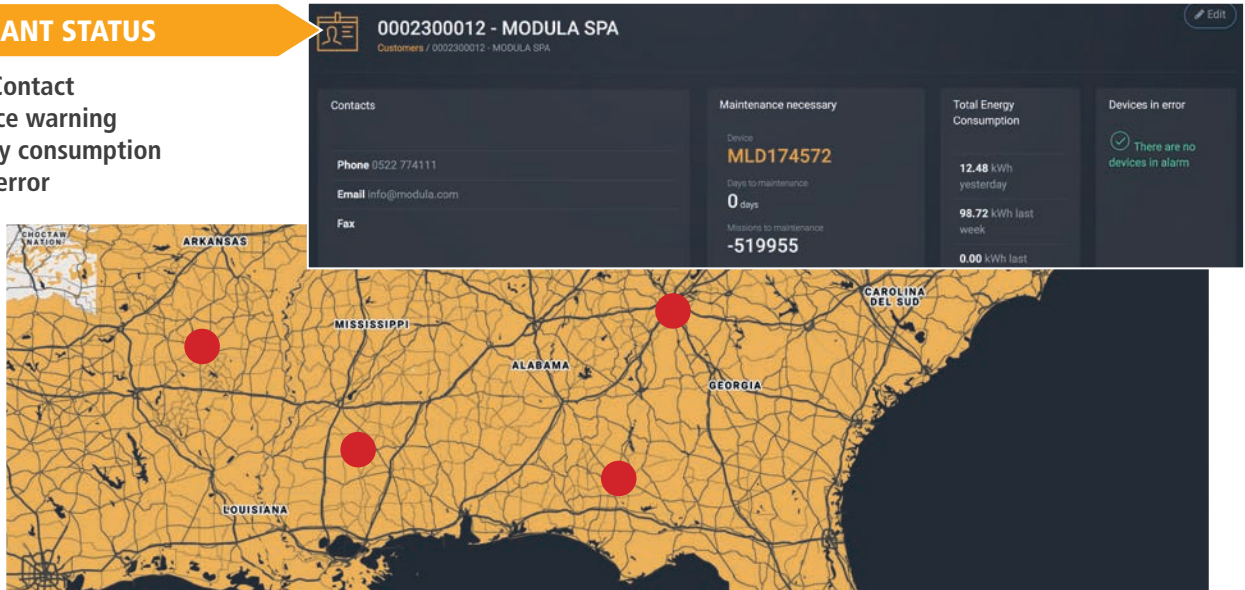 ANT STATUS
Contact
ce warning
y consumption
error
0002300012 - MODULA SPA
Customers / 0002300012 - MODULA SPA
Edit
Contacts
Phone 0522 774111
Email info@modula.com
Fax
Maintenance necessary
Device
MLD174572
Days to maintenance
0 days
Missions to maintenance
-519955
Total Energy
Consumption
12.48 kWh
yesterday
98.72 kWh last
week
0.00 kWh last
Devices in error
There are no
devices in alarm
CHOCTAW
NATION
ARKANSAS
MISSISSIPPI
ALABAMA
GEORGIA
CAROLINA
DEL SUD
LOUISIANA